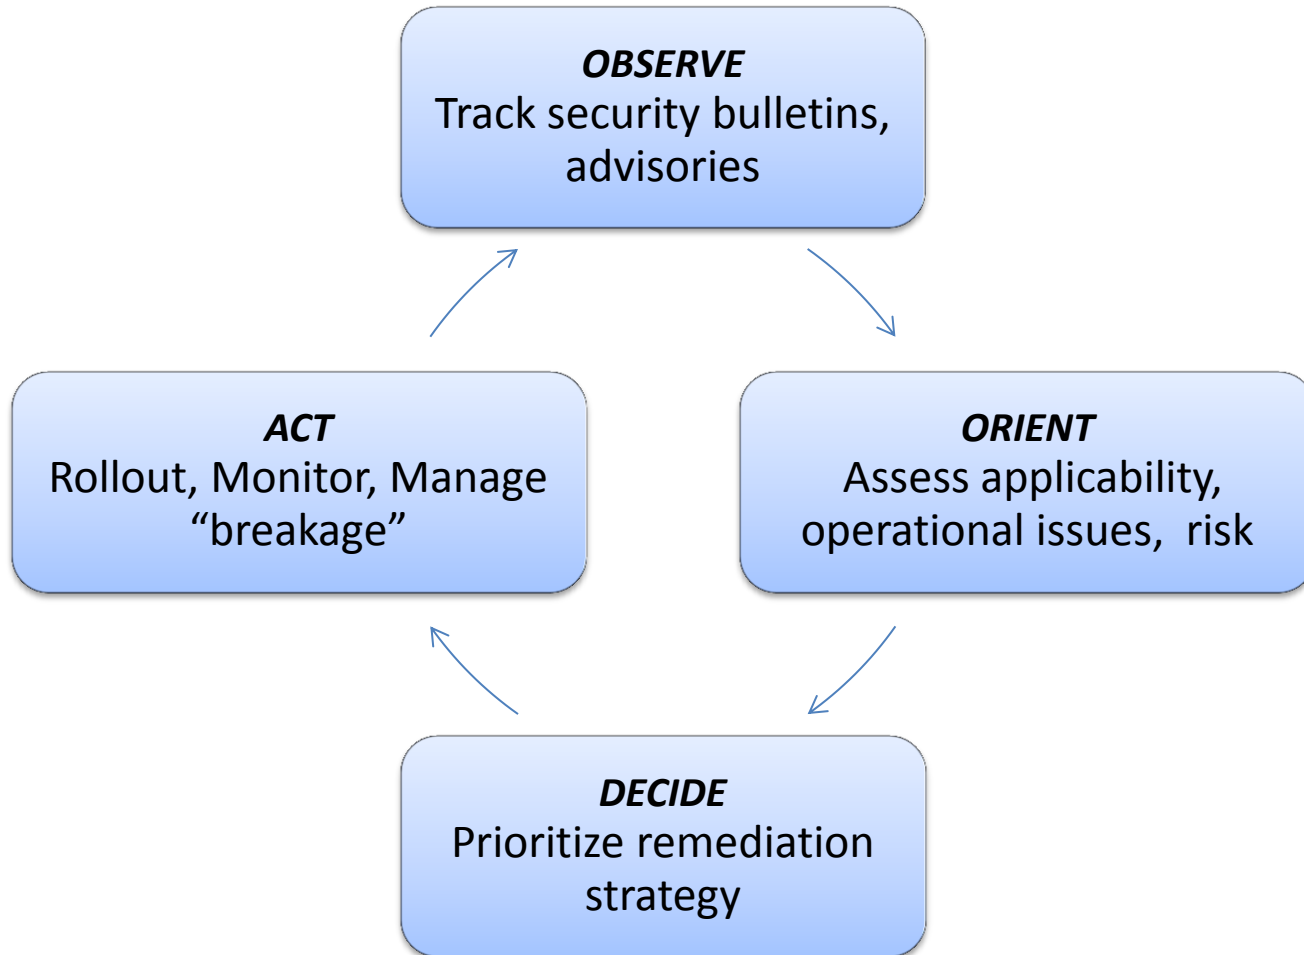 OBSERVE
Track security bulletins,
advisories
ACT
Rollout, Monitor, Manage
“breakage”
ORIENT
Assess applicability,
operational issues,  risk
DECIDE
Prioritize remediation
strategy